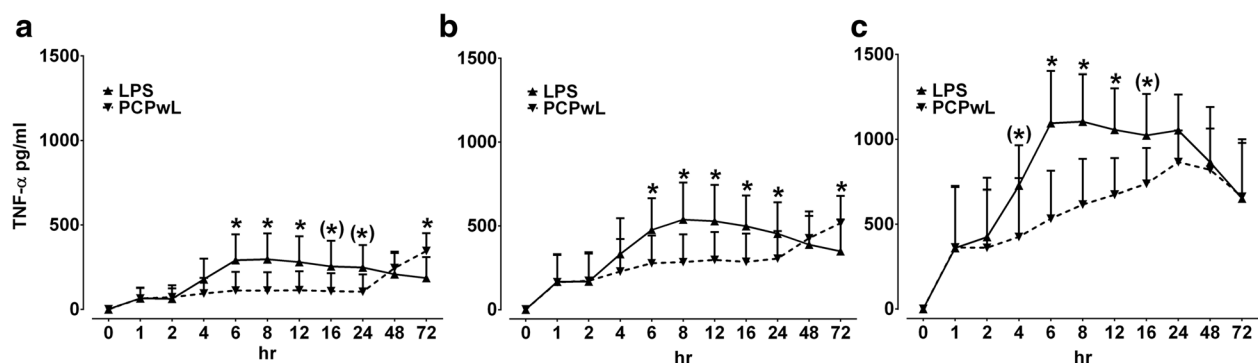 a
TNF-α pg/ml
1500
1000
500
0
LPS
PCPwL
* * * (*) (*) *
0 1 2 4 6 8 12 16 24 48 72
hr
b
1500
1000
500
0
LPS
PCPwL
* * * * * *
0 1 2 4 6 8 12 16 24 48 72
hr
c
1500
1000
500
0
LPS
PCPwL
(*) * * * (*)
0 1 2 4 6 8 12 16 24 48 72
hr